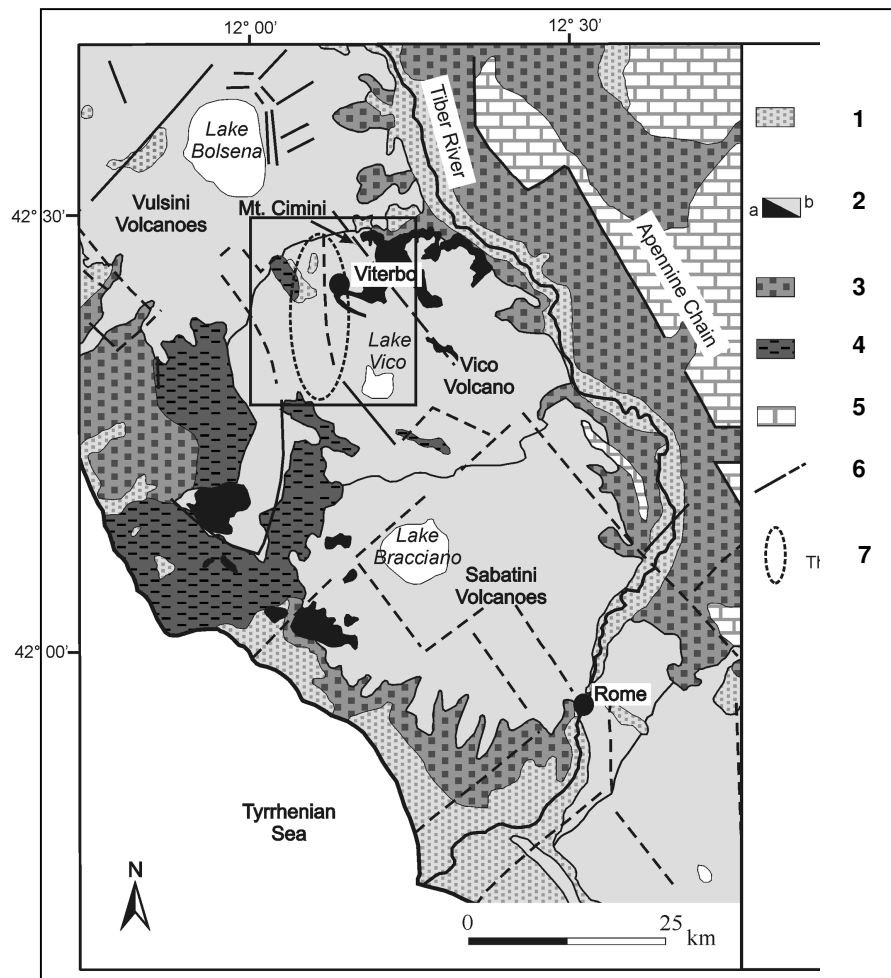 12° 00'
12° 30'
Tiber River
Lake
Bolsena
1
Vulsini
Volcanoes
42° 30'
Mt. Cimini
a
b
2
Apennine Chain
Viterbo
3
Lake
Vico
4
Vico
Volcano
5
6
Lake
Bracciano
7
Sabatini
Volcanoes
42° 00'
Rome
Tyrrhenian
Sea
N
0
25
km